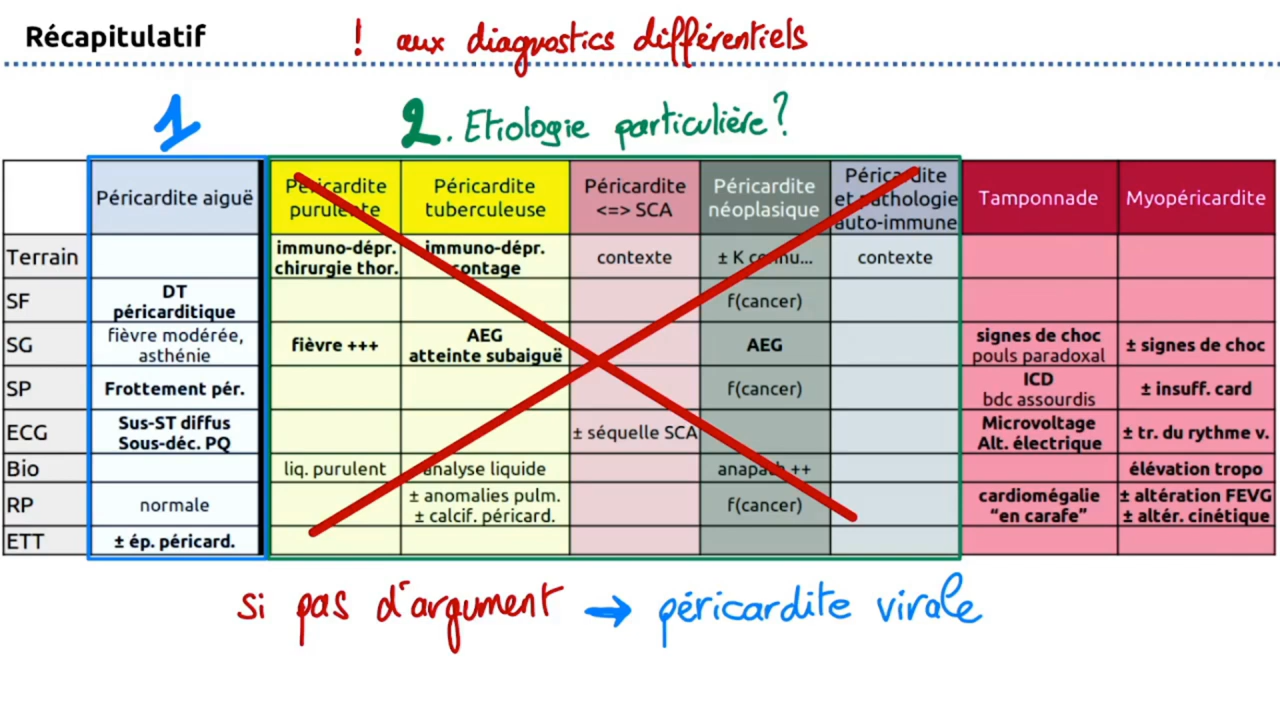 Récapitulatif
! aux diagnostics différentiels
1
2. Etiologie particulière?
Péricardite aiguë
Péricardite
purulente
Péricardite
tuberculeuse
Péricardite
<=> SCA
Péricardite
néoplasique
Péricardite
et pathologie
auto-immune
Tamponnade
Myopéricardite
Terrain
immuno-dépr.
chirurgie thor.
immuno-dépr.
contage
contexte
± K connu...
contexte
SF
DT
péricarditique
f(cancer)
SG
fièvre modérée,
asthénie
fièvre +++
AEG
atteinte subaiguë
AEG
signes de choc
pouls paradoxal
± signes de choc
SP
Frottement pér.
f(cancer)
ICD
bdc assourdis
± insuff. card
ECG
Sus-ST diffus
Sous-déc. PQ
± séquelle SCA
Microvoltage
Alt. électrique
± tr. du rythme v.
Bio
liq. purulent
analyse liquide
anapath ++
élévation tropo
RP
normale
± anomalies pulm.
± calcif. péricard.
f(cancer)
cardiomégalie
“en carafe”
± altération FEVG
± altér. cinétique
ETT
± ép. péricard.
si pas d'argument → péricardite virale